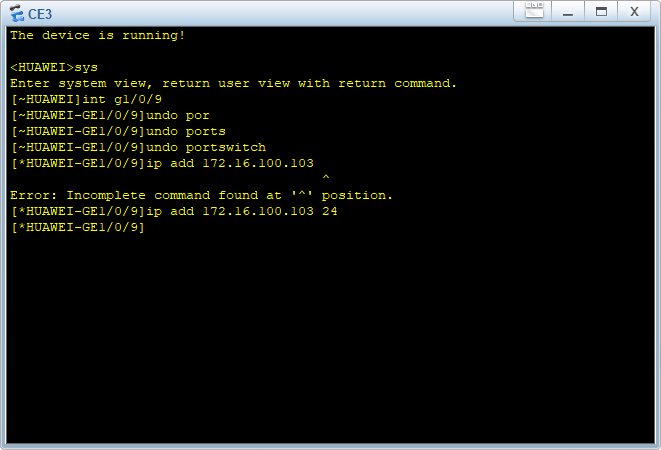 CE3
The device is running!
<HUAWEI>sys
Enter system view, return user view with return command.
[~HUAWEI]int g1/0/9
[~HUAWEI-GE1/0/9]undo por
[~HUAWEI-GE1/0/9]undo ports
[~HUAWEI-GE1/0/9]undo portswitch
[*HUAWEI-GE1/0/9]ip add 172.16.100.103
^
Error: Incomplete command found at '^' position.
[*HUAWEI-GE1/0/9]ip add 172.16.100.103 24
[*HUAWEI-GE1/0/9]